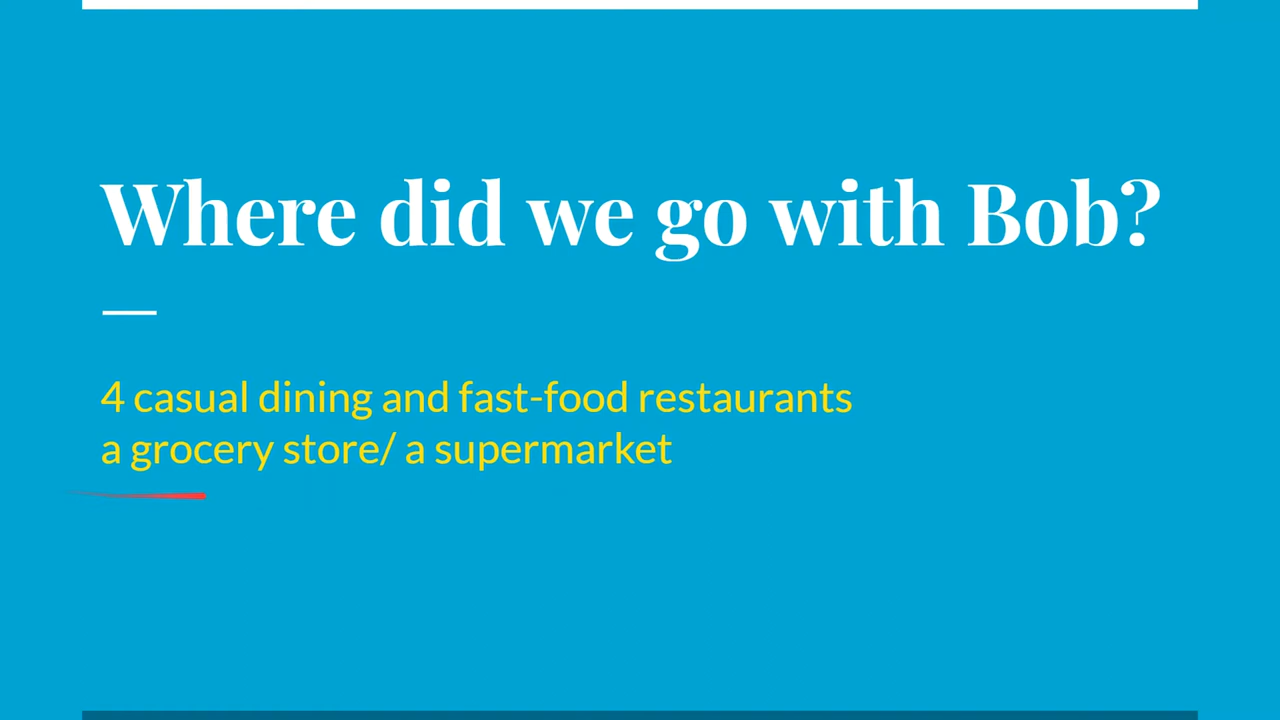 Where did we go with Bob?
4 casual dining and fast-food restaurants
a grocery store/ a supermarket